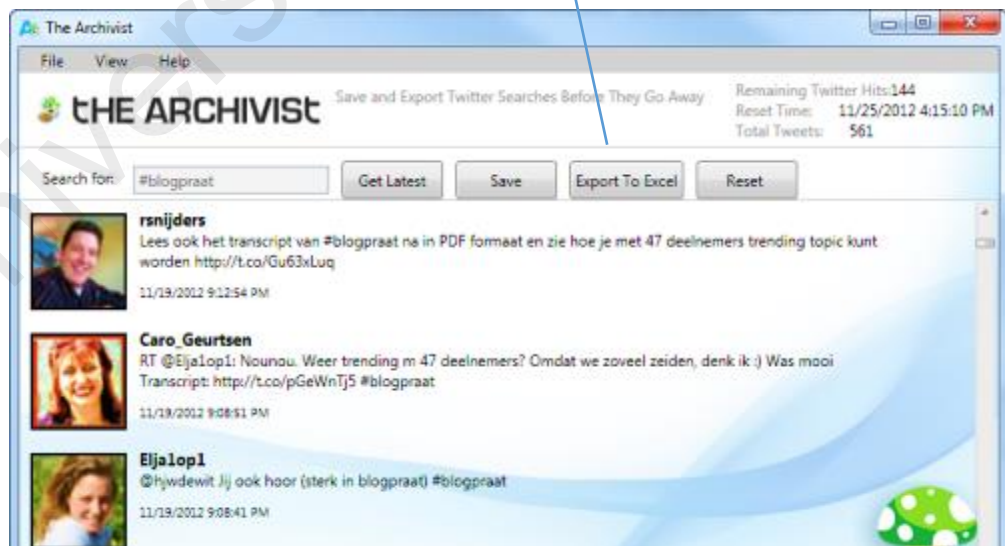 The Archivist
File View Help
tHE ARCHIVISt
Save and Export Twitter Searches Before They Go Away
Remaining Twitter Hits:144
Reset Time: 11/25/2012 4:15:10 PM
Total Tweets: 561
Search for: #blogpraat Get Latest Save Export To Excel Reset
rsnijders
Lees ook het transcript van #blogpraat na in PDF formaat en zie hoe je met 47 deelnemers trending topic kunt
worden http://t.co/Gu63xLuq
11/19/2012 9:12:54 PM
Caro_Geurtsen
RT @Elja1op1: Nounou. Weer trending m 47 deelnemers? Omdat we zoveel zeiden, denk ik :) Was mooi
Transcript: http://t.co/pGeWnTj5 #blogpraat
11/19/2012 9:08:51 PM
Elja1op1
@hjwdewit Jij ook hoor (sterk in blogpraat) #blogpraat
11/19/2012 9:08:41 PM